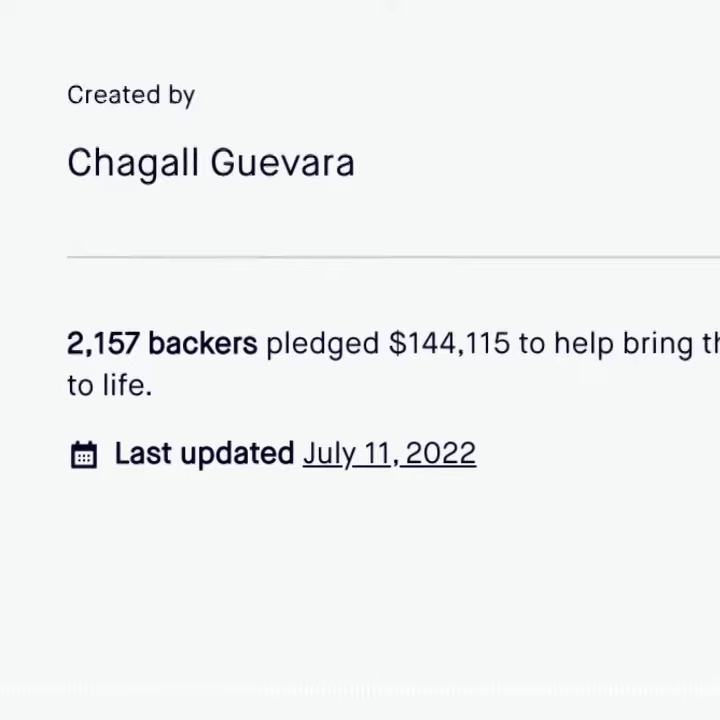 Created by
Chagall Guevara
2,157 backers pledged $144,115 to help bring
to life.
Last updated July 11, 2022